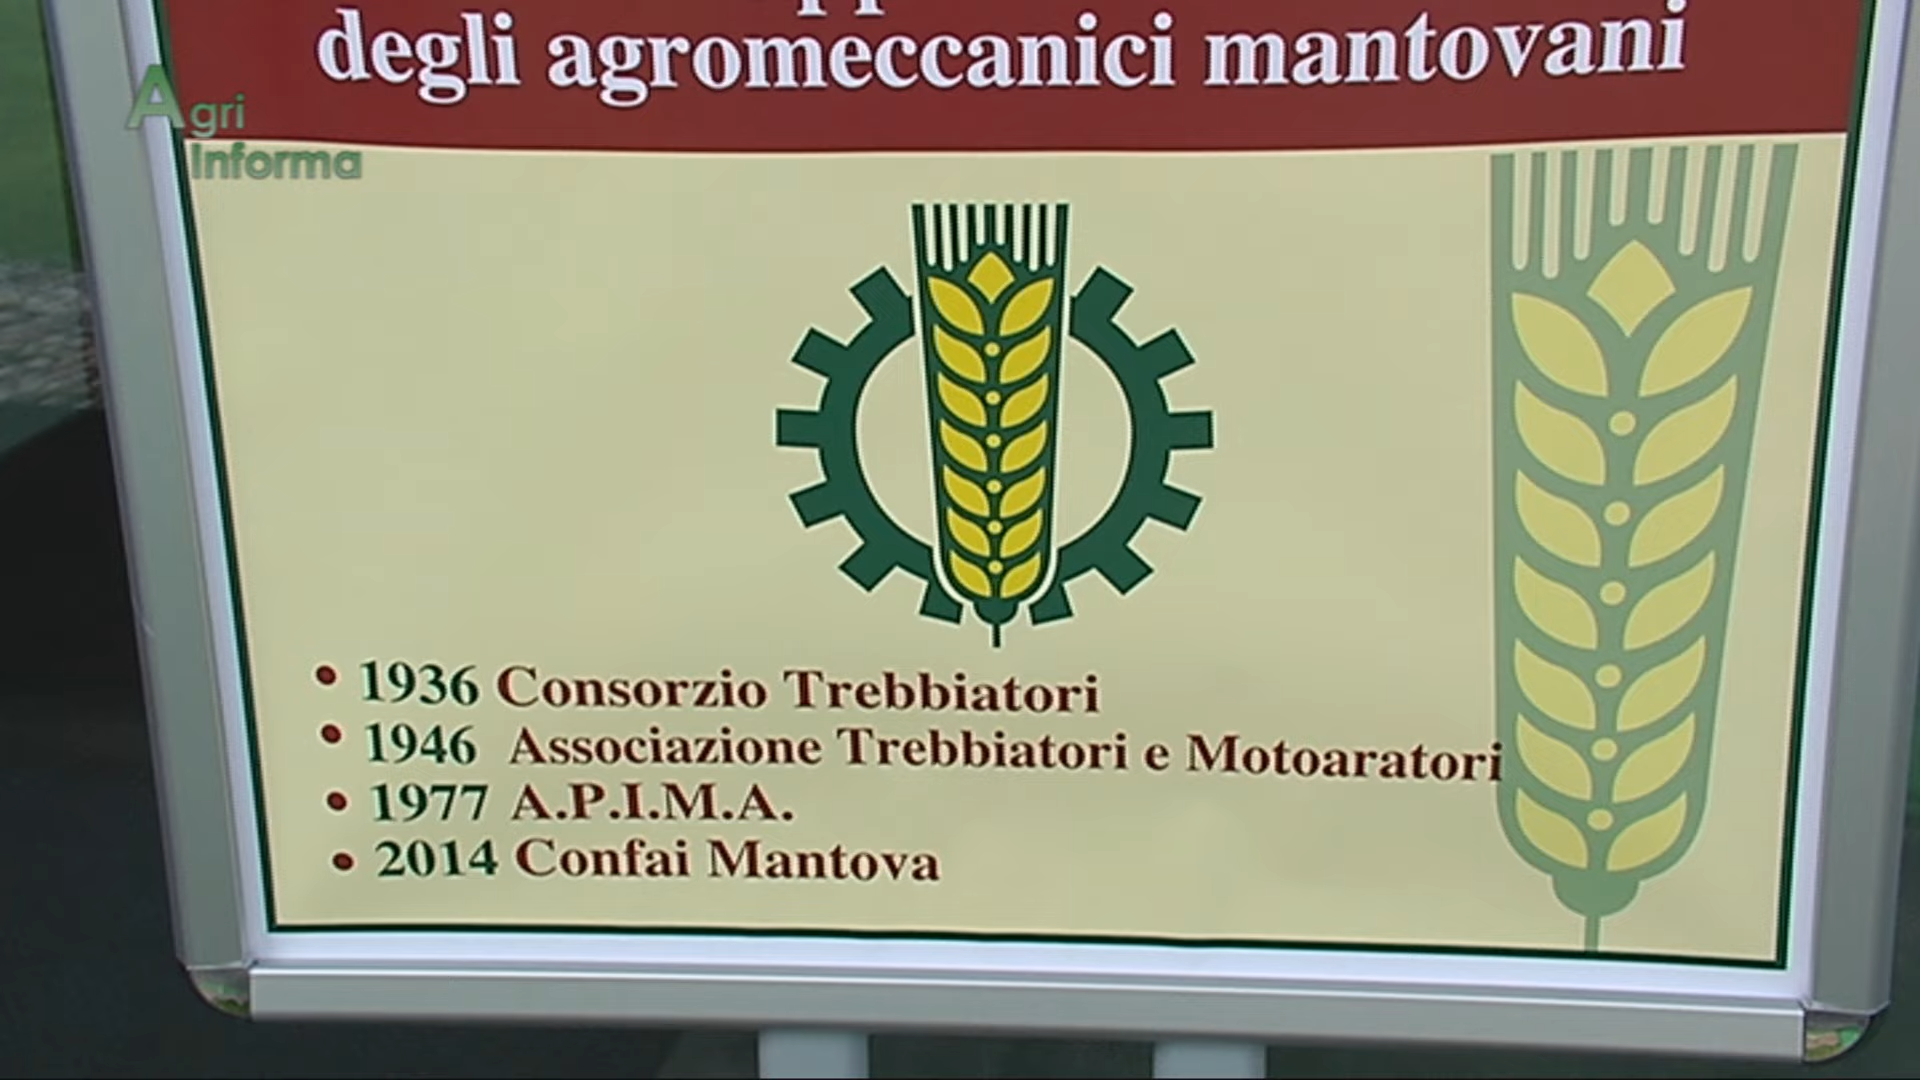 degli agromeccanici mantovani
Agri
Informa
• 1936 Consorzio Trebbiatori
• 1946 Associazione Trebbiatori e Motoaratori
• 1977 A.P.I.M.A.
• 2014 Confai Mantova